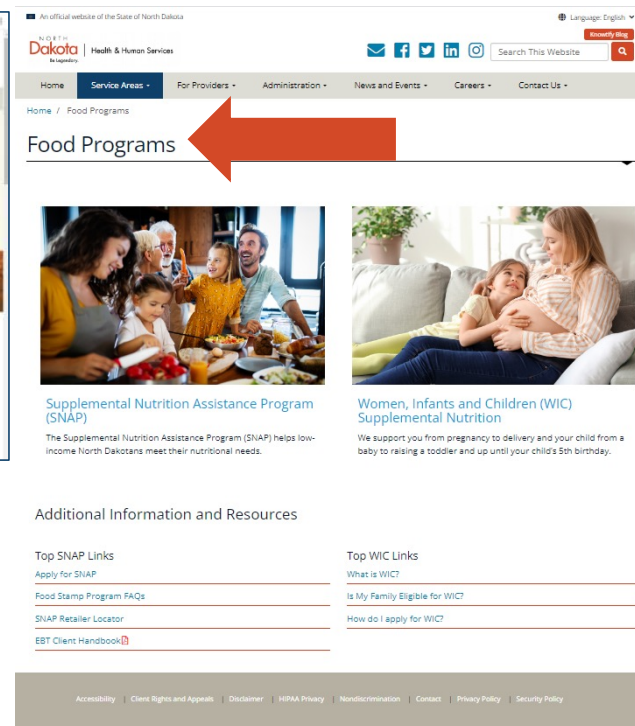 An official website of the State of North Dakota
Language: English
Knowtify Blog
NORTH
Dakota | Health & Human Services
Be Legendary.
Search This Website
Home Service Areas For Providers Administration News and Events Careers Contact Us
Home / Food Programs
Food Programs
Supplemental Nutrition Assistance Program
(SNAP)
The Supplemental Nutrition Assistance Program (SNAP) helps low-
income North Dakotans meet their nutritional needs.
Women, Infants and Children (WIC)
Supplemental Nutrition
We support you from pregnancy to delivery and your child from a
baby to raising a toddler and up until your child's 5th birthday.
Additional Information and Resources
Top SNAP Links
Apply for SNAP
Food Stamp Program FAQs
SNAP Retailer Locator
EBT Client Handbook
Top WIC Links
What is WIC?
Is My Family Eligible for WIC?
How do I apply for WIC?
Accessibility | Client Rights and Appeals | Disclaimer | HIPAA Privacy | Nondiscrimination | Contact | Privacy Policy | Security Policy